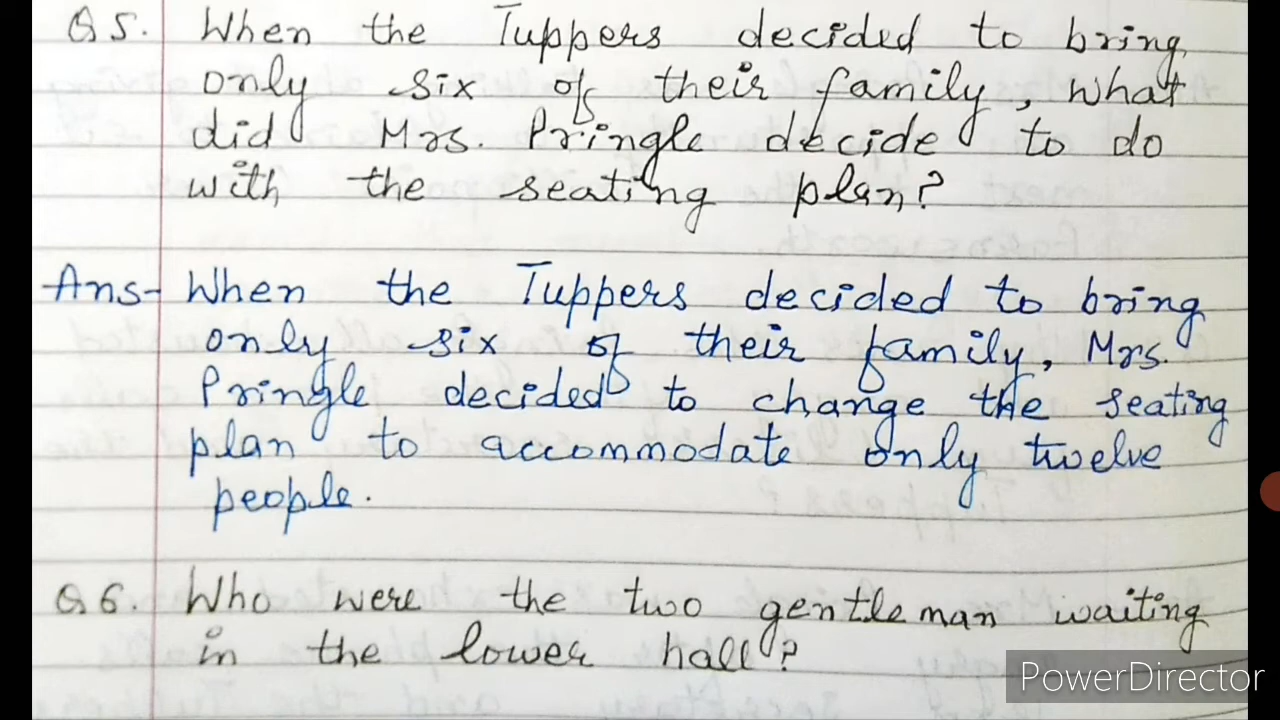 Q 5. When the Tuppers decided to bring
only six of their family, what
did Mrs. Pringle decide to do
with the seating plan?
Ans- When the Tuppers decided to bring
only six of their family, Mrs.
Pringle decided to change the seating
plan to accommodate only twelve
people.
Q 6. Who were the two gentleman waiting
in the lower hall?
PowerDirector